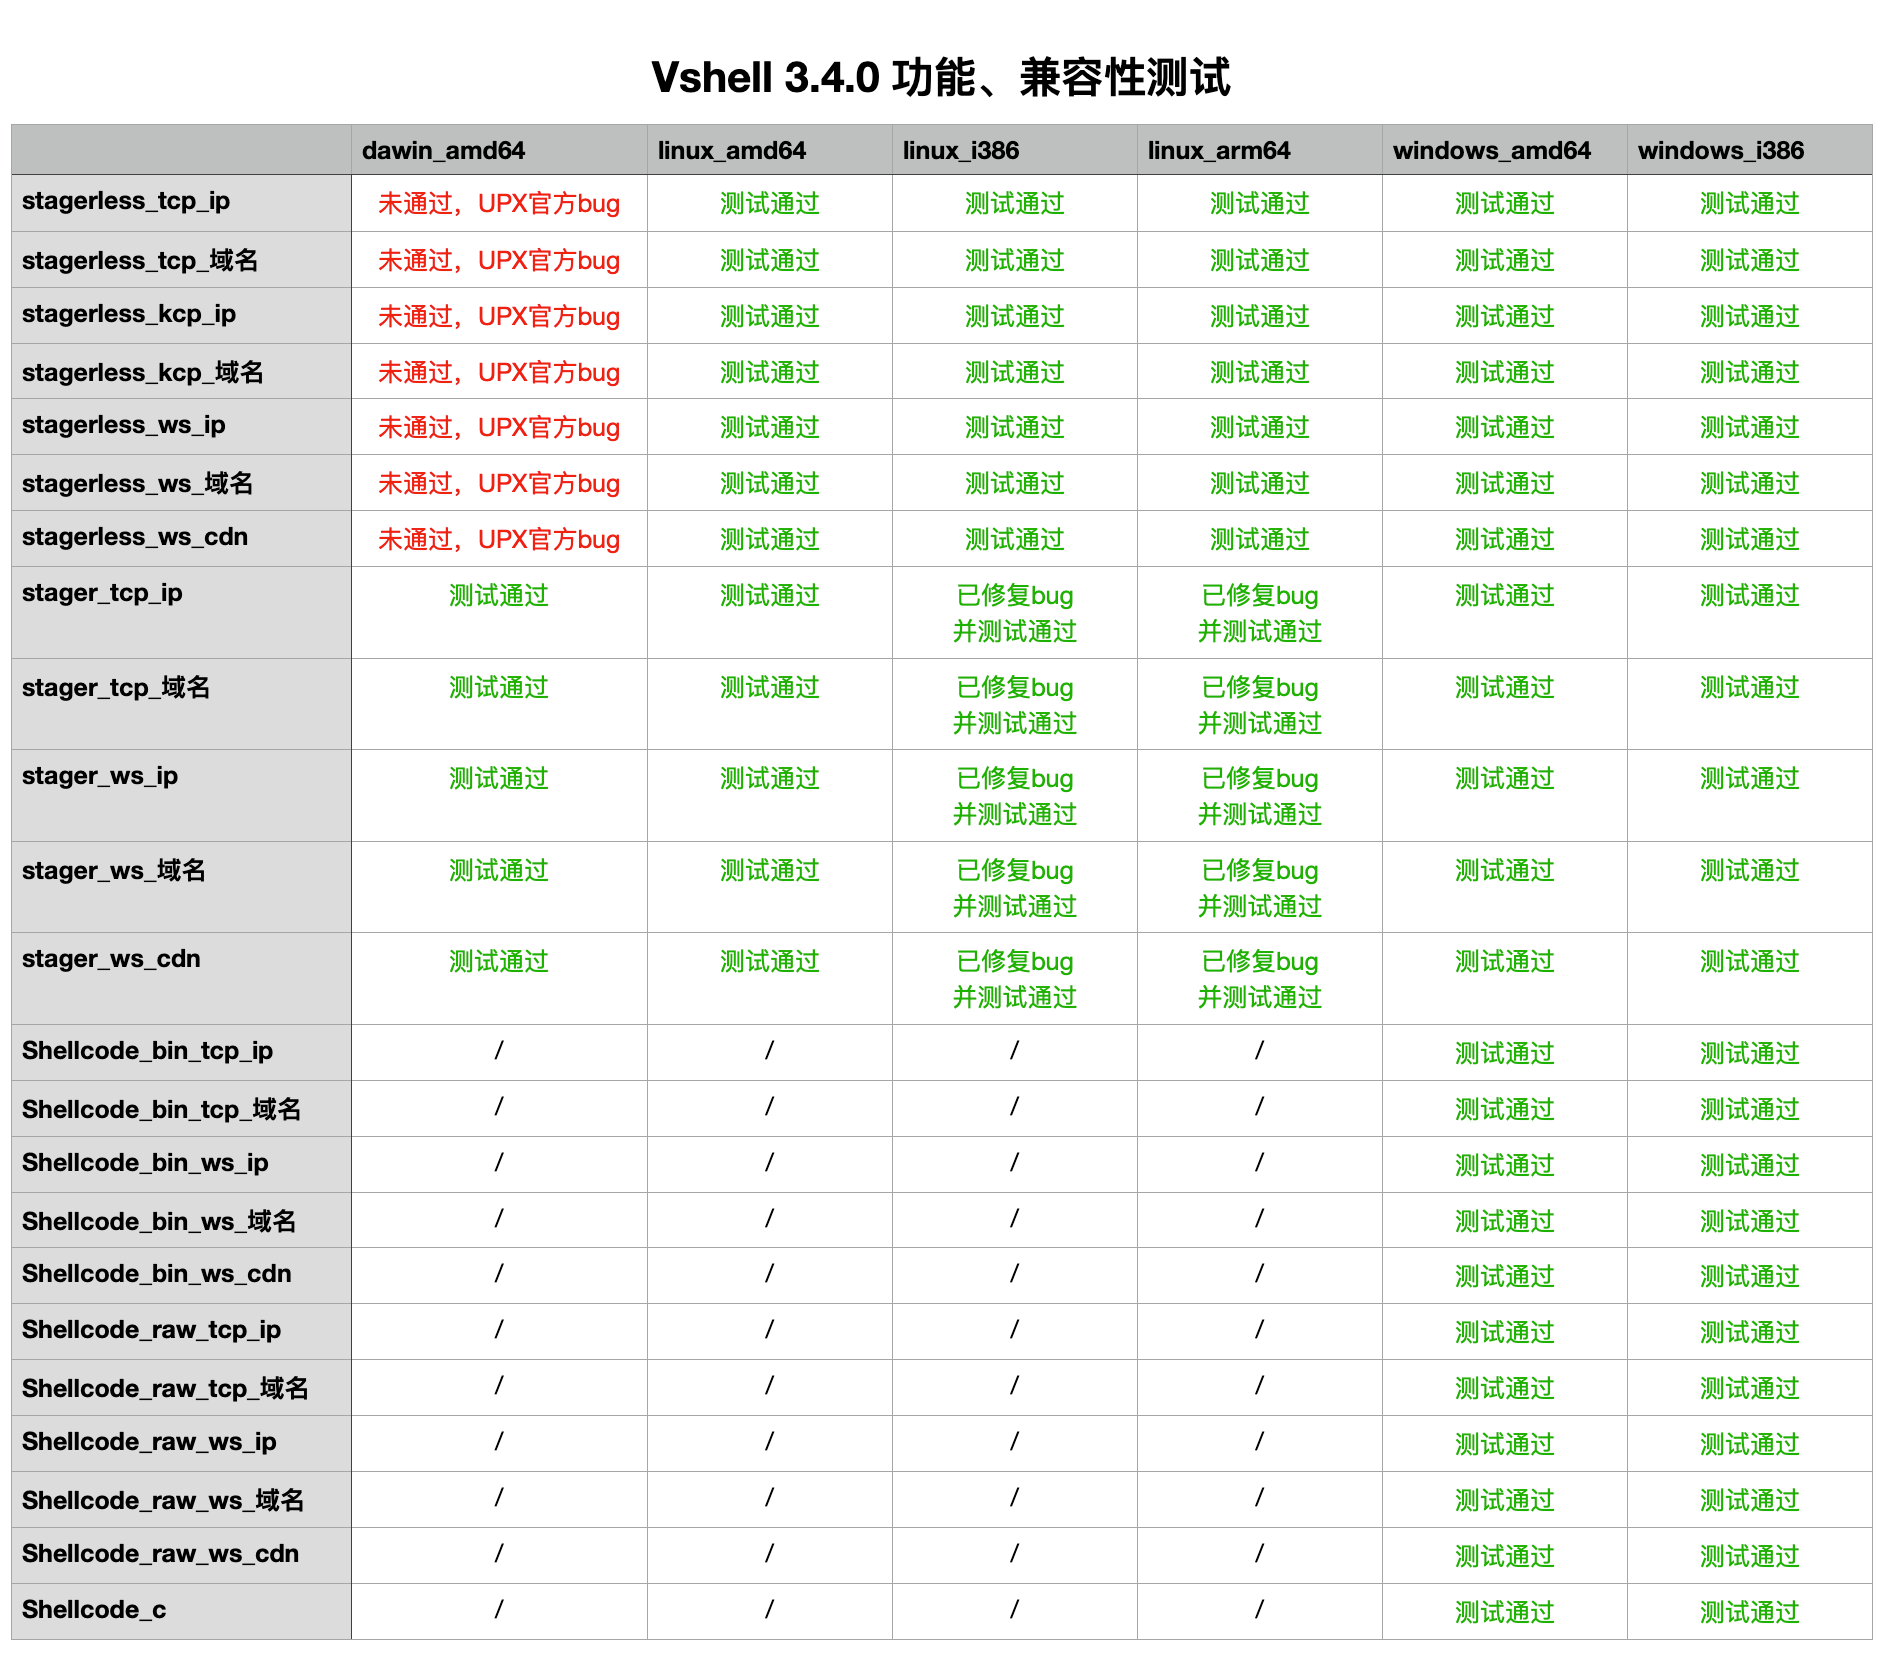 Vshell 3.4.0 功能、兼容性测试
dawin_amd64 linux_amd64 linux_i386 linux_arm64 windows_amd64 windows_i386
stagerless_tcp_ip 未通过，UPX官方bug 测试通过 测试通过 测试通过 测试通过 测试通过
stagerless_tcp_域名 未通过，UPX官方bug 测试通过 测试通过 测试通过 测试通过 测试通过
stagerless_kcp_ip 未通过，UPX官方bug 测试通过 测试通过 测试通过 测试通过 测试通过
stagerless_kcp_域名 未通过，UPX官方bug 测试通过 测试通过 测试通过 测试通过 测试通过
stagerless_ws_ip 未通过，UPX官方bug 测试通过 测试通过 测试通过 测试通过 测试通过
stagerless_ws_域名 未通过，UPX官方bug 测试通过 测试通过 测试通过 测试通过 测试通过
stagerless_ws_cdn 未通过，UPX官方bug 测试通过 测试通过 测试通过 测试通过 测试通过
stager_tcp_ip 测试通过 测试通过 已修复bug 已修复bug 测试通过 测试通过
并测试通过 并测试通过
stager_tcp_域名 测试通过 测试通过 已修复bug 已修复bug 测试通过 测试通过
并测试通过 并测试通过
stager_ws_ip 测试通过 测试通过 已修复bug 已修复bug 测试通过 测试通过
并测试通过 并测试通过
stager_ws_域名 测试通过 测试通过 已修复bug 已修复bug 测试通过 测试通过
并测试通过 并测试通过
stager_ws_cdn 测试通过 测试通过 已修复bug 已修复bug 测试通过 测试通过
并测试通过 并测试通过
Shellcode_bin_tcp_ip / / / / 测试通过 测试通过
Shellcode_bin_tcp_域名 / / / / 测试通过 测试通过
Shellcode_bin_ws_ip / / / / 测试通过 测试通过
Shellcode_bin_ws_域名 / / / / 测试通过 测试通过
Shellcode_bin_ws_cdn / / / / 测试通过 测试通过
Shellcode_raw_tcp_ip / / / / 测试通过 测试通过
Shellcode_raw_tcp_域名 / / / / 测试通过 测试通过
Shellcode_raw_ws_ip / / / / 测试通过 测试通过
Shellcode_raw_ws_域名 / / / / 测试通过 测试通过
Shellcode_raw_ws_cdn / / / / 测试通过 测试通过
Shellcode_c / / / / 测试通过 测试通过